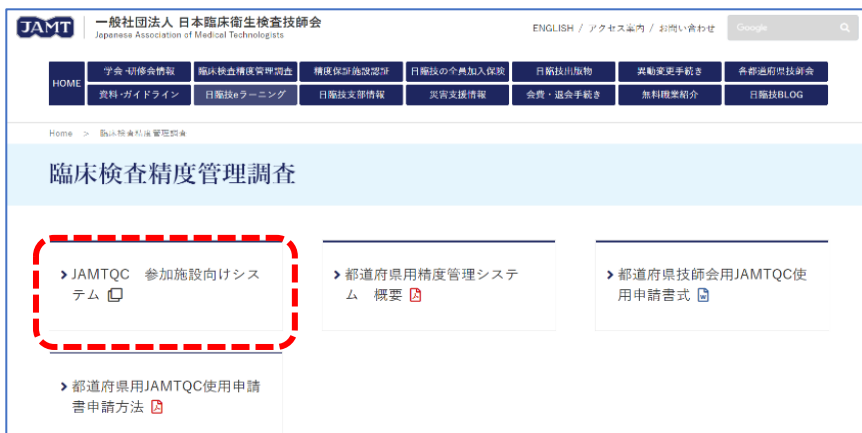 JAMT
一般社団法人 日本臨床衛生検査技師会
Japanese Association of Medical Technologists
ENGLISH / アクセス案内 / お問い合わせ
Google
HOME
学会・研修会情報 臨床検査精度管理調査 精度保証施設認証 日臨技の全員加入保険 日臨技出版物 異動変更手続き 各都道府県技師会
資料・ガイドライン 日臨技eラーニング 日臨技支部情報 災害支援情報 会費・退会手続き 無料職業紹介 日臨技BLOG
Home > 臨床検査精度管理調査
臨床検査精度管理調査
JAMTQC 参加施設向けシス
テム
都道府県用精度管理システ
ム 概要
都道府県技師会用JAMTQC使
用申請書式
都道府県用JAMTQC使用申請
書申請方法